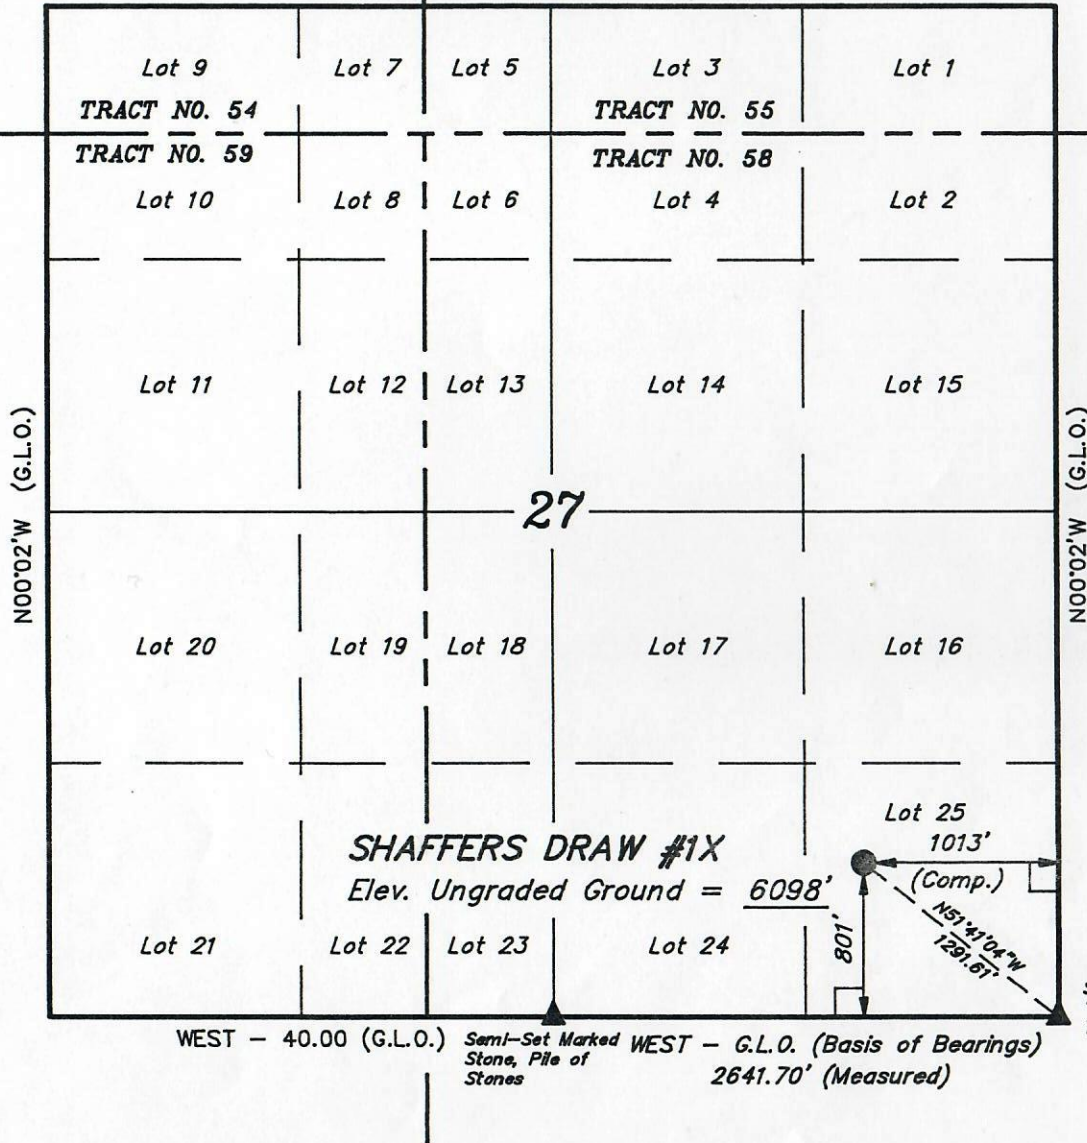 Lot 9 Lot 7 Lot 5 Lot 3 Lot 1
TRACT NO. 54 TRACT NO. 55
TRACT NO. 59 TRACT NO. 58
Lot 10 Lot 8 Lot 6 Lot 4 Lot 2
Lot 11 Lot 12 Lot 13 Lot 14 Lot 15
N00°02'W (G.L.O.)
N00°02'W (G.L.O.)
27
Lot 20 Lot 19 Lot 18 Lot 17 Lot 16
Lot 25
1013'
(Comp.)
SHAFFERS DRAW #1X
Elev. Ungraded Ground = 6098'
801'
N51°41'04"W
1291.61'
Lot 21 Lot 22 Lot 23 Lot 24
WEST - 40.00 (G.L.O.)
Semi-Set Marked
Stone, Pile of
Stones
WEST - G.L.O. (Basis of Bearings)
2641.70' (Measured)